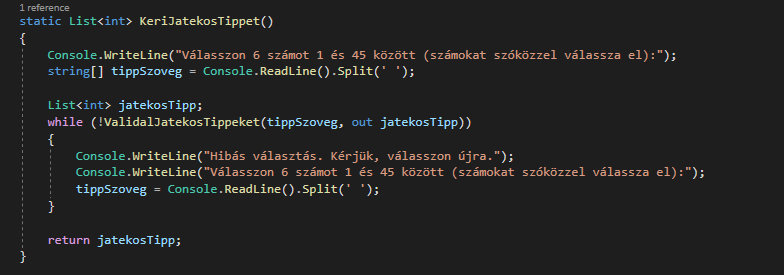 1 reference
static List<int> KeriJatekosTippet()
{
Console.WriteLine("Válasszon 6 számot 1 és 45 között (számokat szóközzel válassza el):");
string[] tippSzoveg = Console.ReadLine().Split(' ');
List<int> jatekosTipp;
while (!ValidalJatekosTippeket(tippSzoveg, out jatekosTipp))
{
Console.WriteLine("Hibás választás. Kérjük, válasszon újra.");
Console.WriteLine("Válasszon 6 számot 1 és 45 között (számokat szóközzel válassza el):");
tippSzoveg = Console.ReadLine().Split(' ');
}
return jatekosTipp;
}